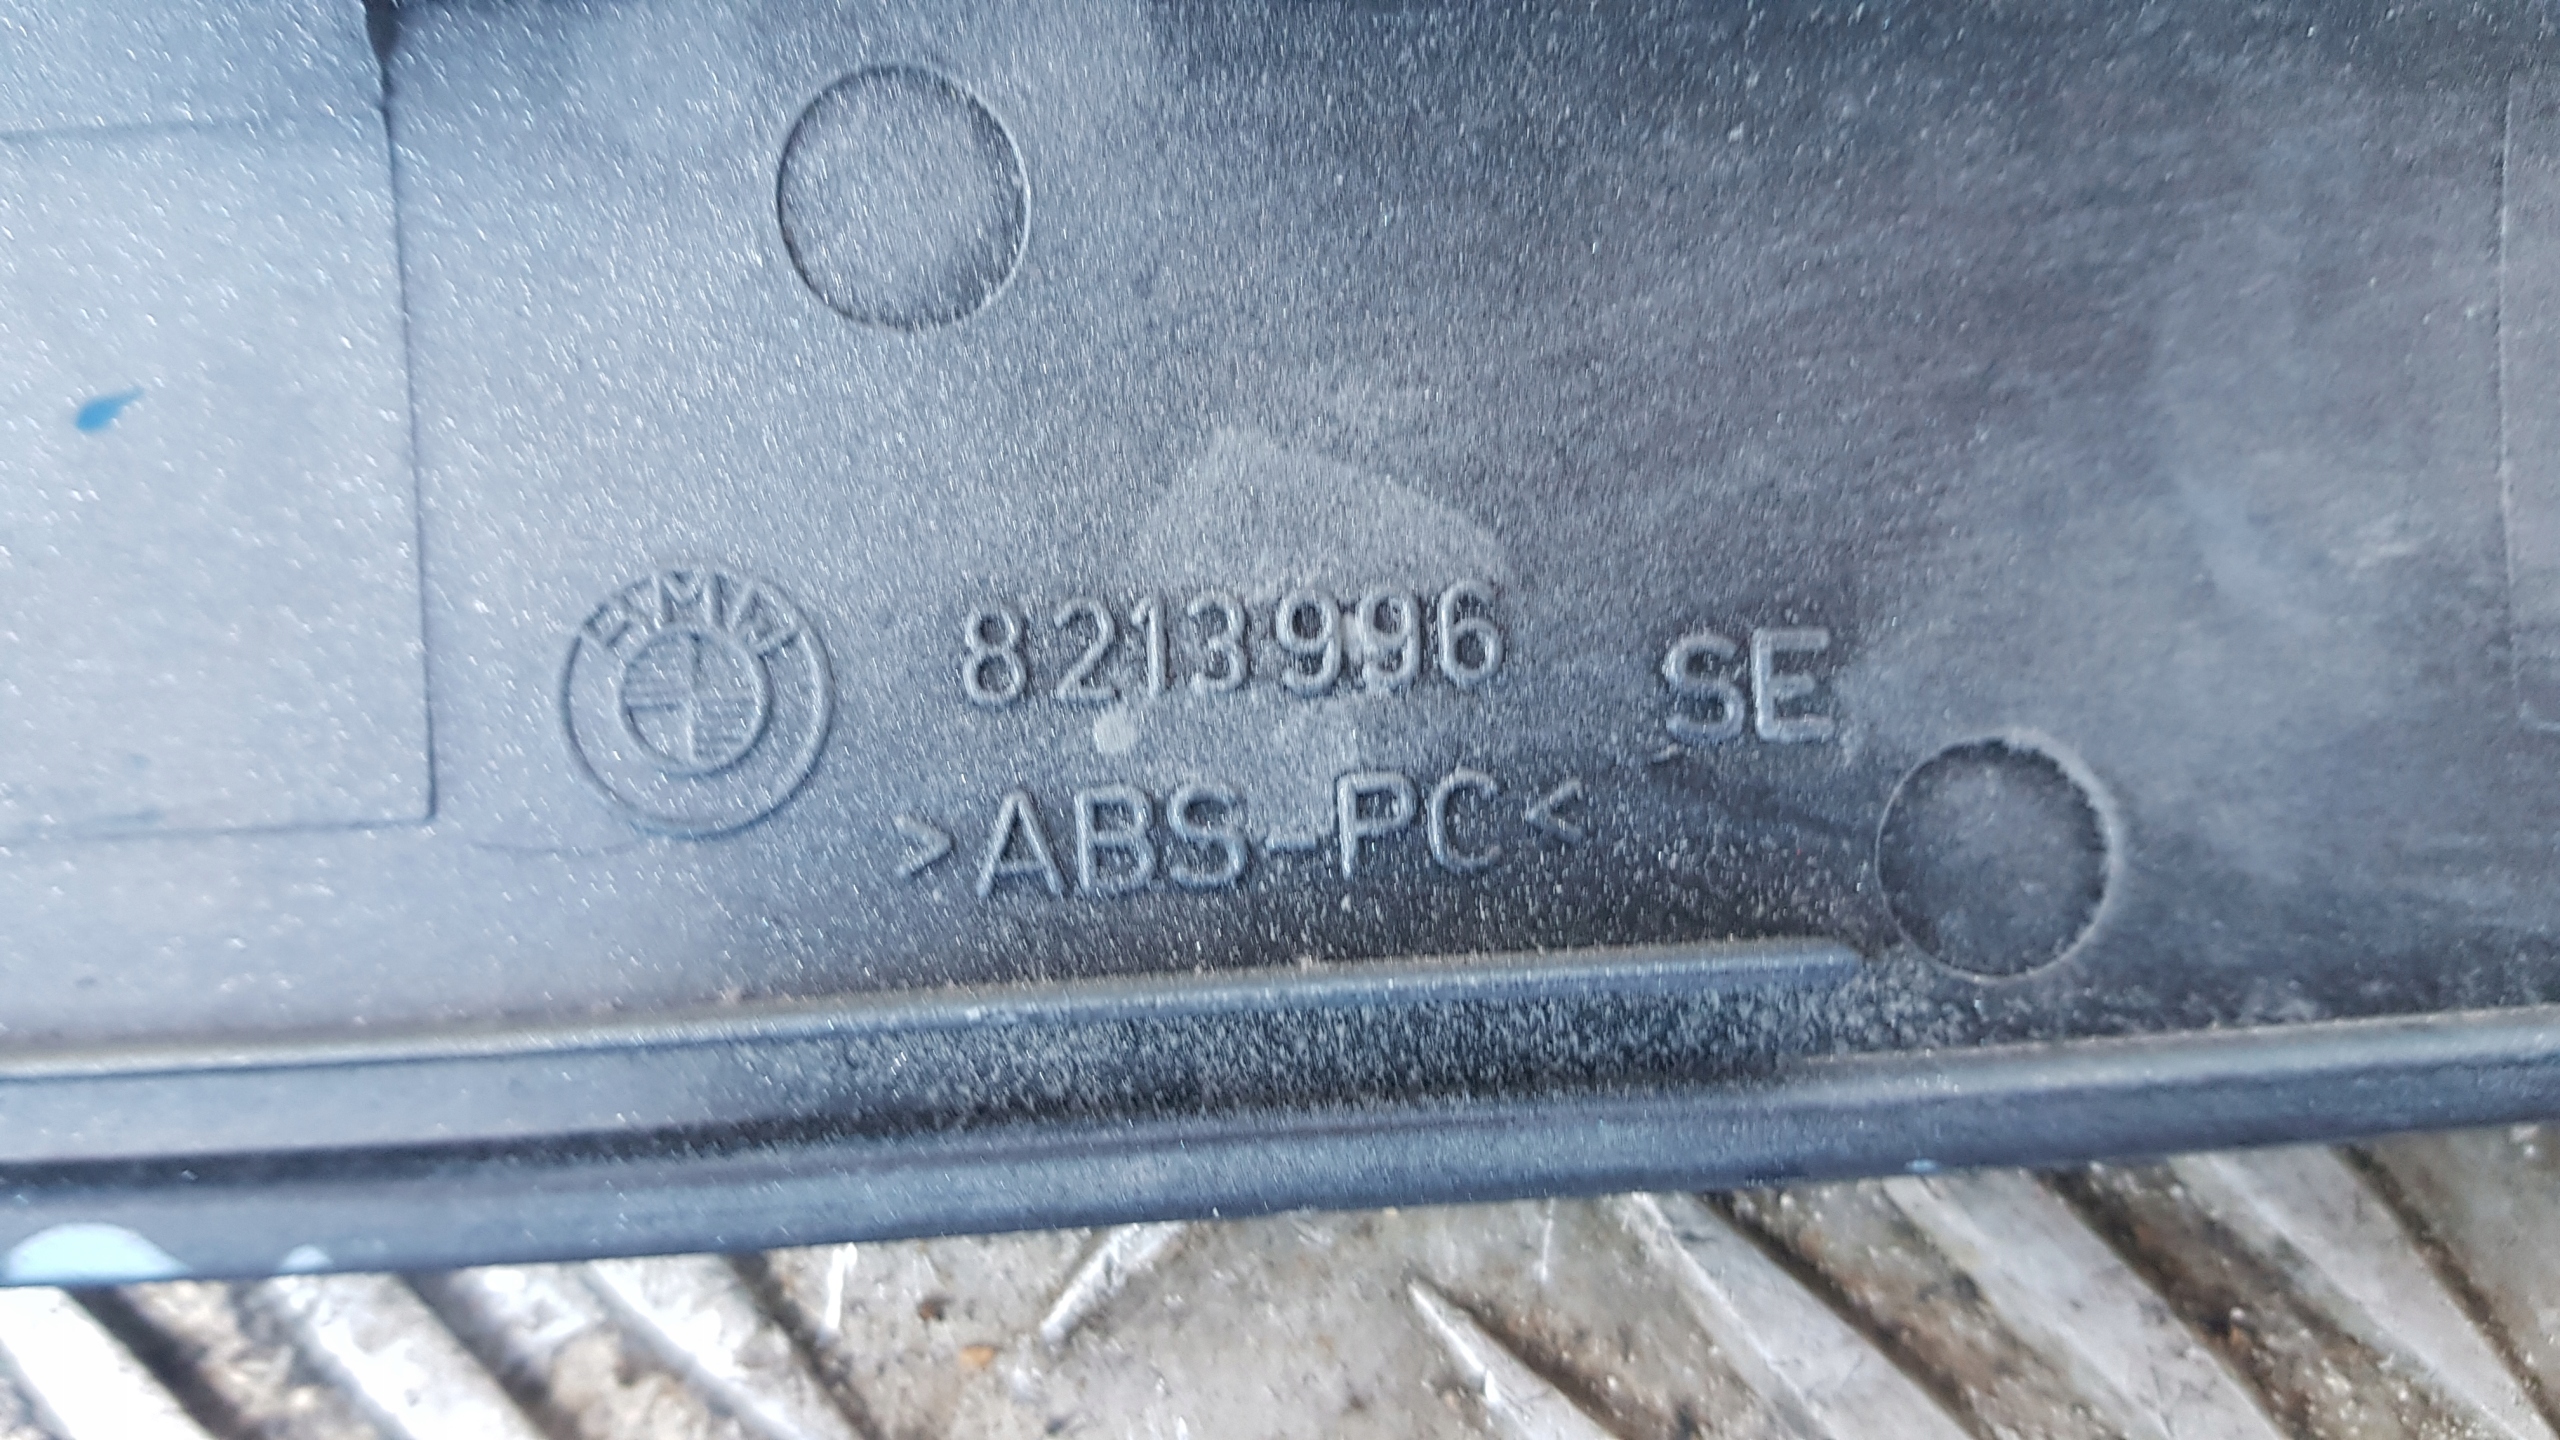 BMW
8213996
SE
>ABS-PC<